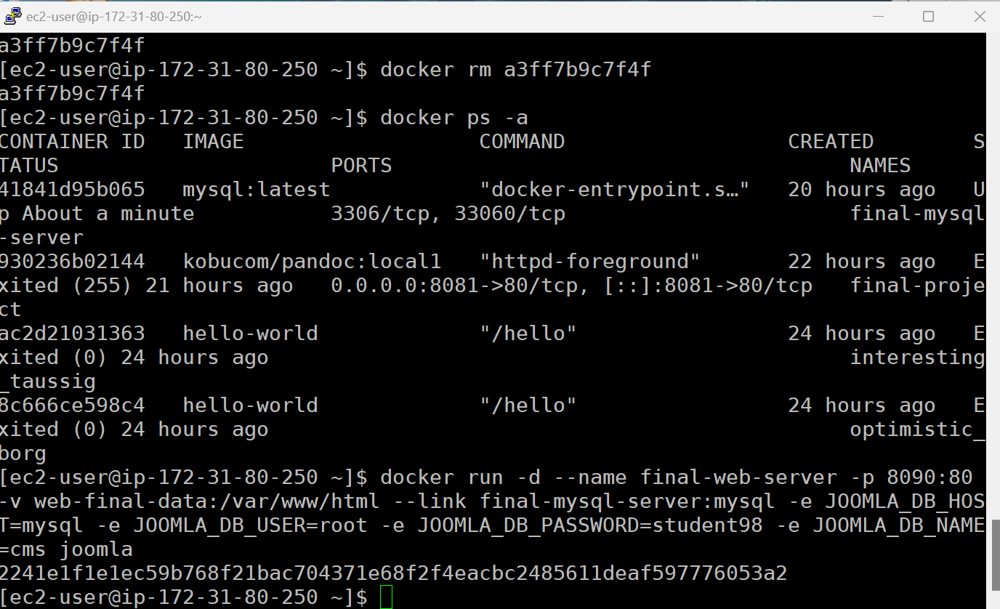 ec2-user@ip-172-31-80-250:~
a3ff7b9c7f4f
[ec2-user@ip-172-31-80-250 ~]$ docker rm a3ff7b9c7f4f
a3ff7b9c7f4f
[ec2-user@ip-172-31-80-250 ~]$ docker ps -a
CONTAINER ID   IMAGE                   COMMAND                  CREATED        S
TATUS                      PORTS                                     NAMES
41841d95b065   mysql:latest            "docker-entrypoint.s…"   20 hours ago   U
p About a minute           3306/tcp, 33060/tcp                       final-mysql
-server
930236b02144   kobucom/pandoc:local1   "httpd-foreground"       22 hours ago   E
xited (255) 21 hours ago   0.0.0.0:8081->80/tcp, [::]:8081->80/tcp   final-proje
ct
ac2d21031363   hello-world             "/hello"                 24 hours ago   E
xited (0) 24 hours ago                                               interesting
_taussig
8c666ce598c4   hello-world             "/hello"                 24 hours ago   E
xited (0) 24 hours ago                                               optimistic_
borg
[ec2-user@ip-172-31-80-250 ~]$ docker run -d --name final-web-server -p 8090:80
-v web-final-data:/var/www/html --link final-mysql-server:mysql -e JOOMLA_DB_HOS
T=mysql -e JOOMLA_DB_USER=root -e JOOMLA_DB_PASSWORD=student98 -e JOOMLA_DB_NAME
=cms joomla
2241e1f1e1ec59b768f21bac704371e68f2f4eacbc2485611deaf597776053a2
[ec2-user@ip-172-31-80-250 ~]$